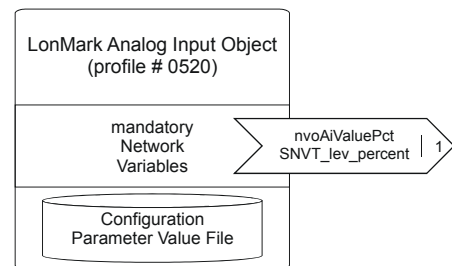 LonMark Analog Input Object
(profile # 0520)
mandatory
Network
Variables
nvoAiValuePct
SNVT_lev_percent
1
Configuration
Parameter Value File